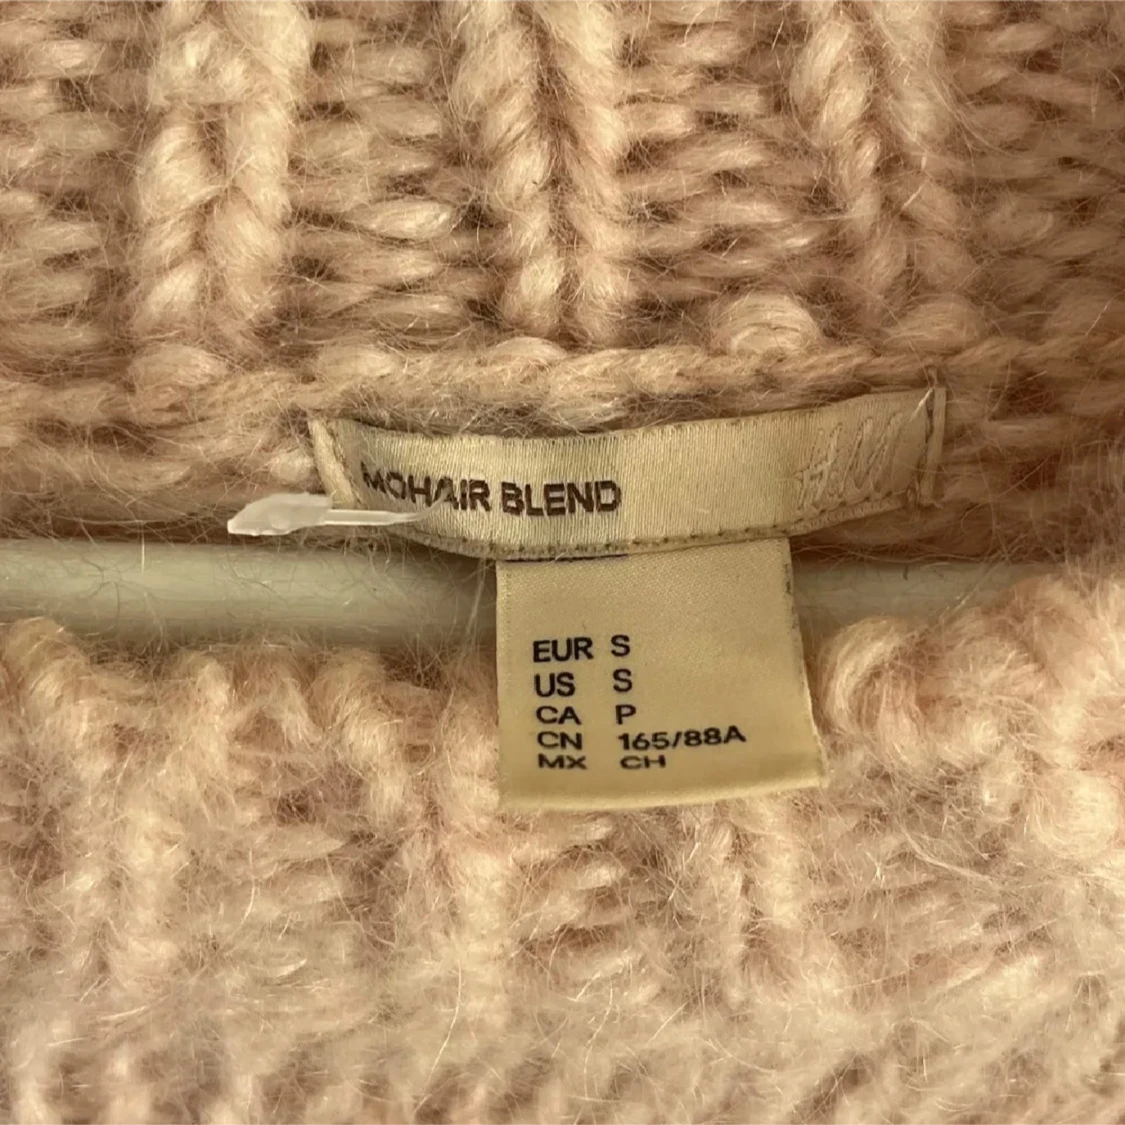 MOHAIR BLEND
H&M
EUR S
US S
CA P
CN 165/88A
MX CH